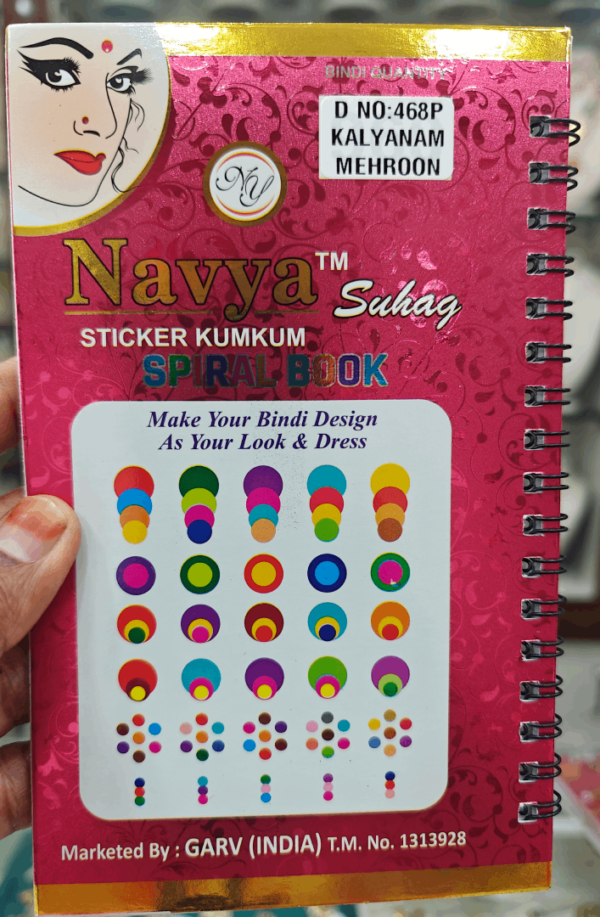 BINDI QUANTITY
D NO:468P
KALYANAM
MEHROON
NY
Navya™
Suhag
STICKER KUMKUM
SPIRAL BOOK
Make Your Bindi Design
As Your Look & Dress
Marketed By : GARV (INDIA) T.M. No. 1313928